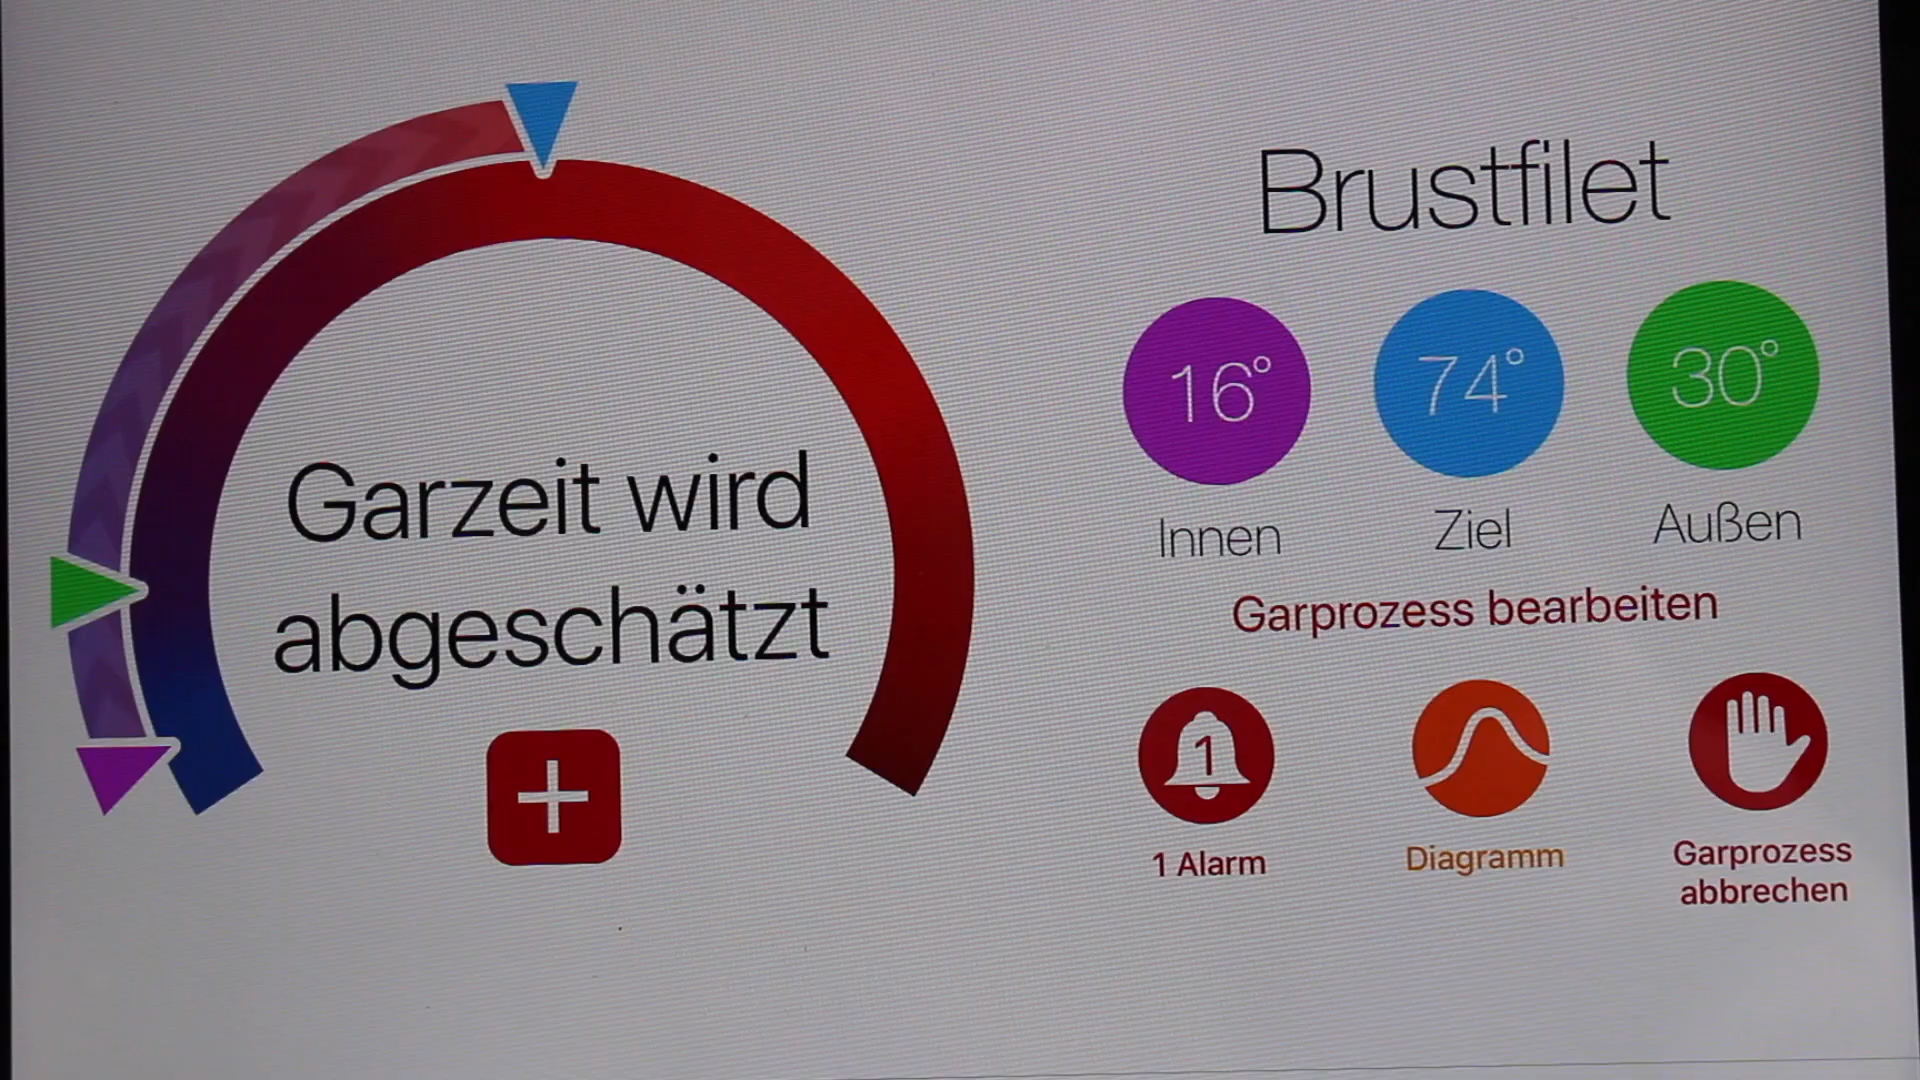 Brustfilet
16° 74° 30°
Innen Ziel Außen
Garzeit wird
abgeschätzt
Garprozess bearbeiten
1
1 Alarm Diagramm Garprozess
abbrechen